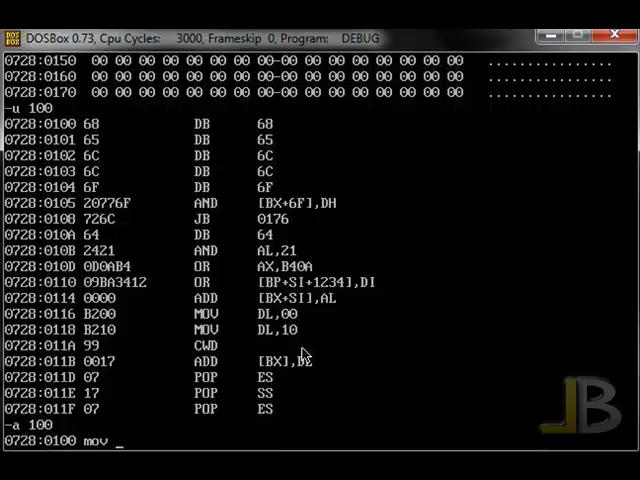 DOSBox 0.73, Cpu Cycles: 3000, Frameskip 0, Program: DEBUG
0728:0150 00 00 00 00 00 00 00 00-00 00 00 00 00 00 00 00 ................
0728:0160 00 00 00 00 00 00 00 00-00 00 00 00 00 00 00 00 ................
0728:0170 00 00 00 00 00 00 00 00-00 00 00 00 00 00 00 00 ................
-u 100
0728:0100 68 DB 68
0728:0101 65 DB 65
0728:0102 6C DB 6C
0728:0103 6C DB 6C
0728:0104 6F DB 6F
0728:0105 20776F AND [BX+6F],DH
0728:0108 726C JB 0176
0728:010A 64 DB 64
0728:010B 2421 AND AL,21
0728:010D 0D0AB4 OR AX,B40A
0728:0110 09BA3412 OR [BP+SI+1234],DI
0728:0114 0000 ADD [BX+SI],AL
0728:0116 B200 MOV DL,00
0728:0118 B210 MOV DL,10
0728:011A 99 CWD
0728:011B 0017 ADD [BX],DL
0728:011D 07 POP ES
0728:011E 17 POP SS
0728:011F 07 POP ES
-a 100
0728:0100 mov _
JB